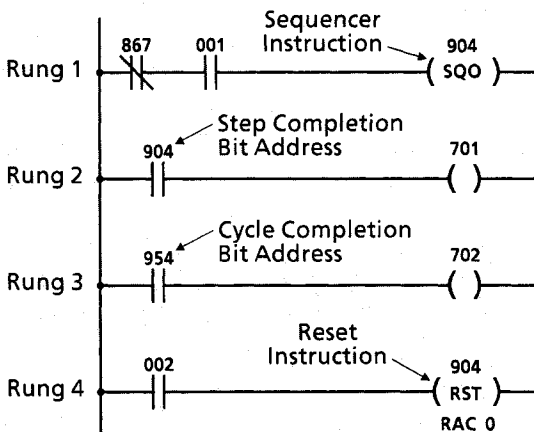 Sequencer
Instruction
867 001 904
Rung 1 SQO
Step Completion
Bit Address
904 701
Rung 2
Cycle Completion
Bit Address
954 702
Rung 3
Reset
Instruction
002 904
Rung 4 RST
RAC 0